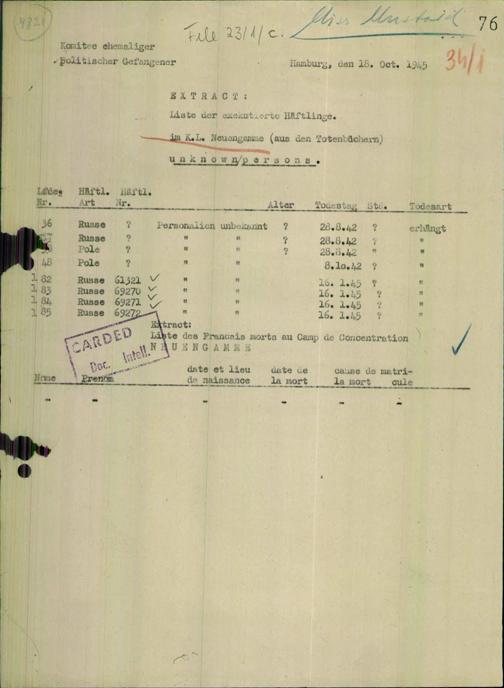 4821
File 23/1/c.
Miss
76
34/1
Komitee ehemaliger
politischer Gefangener
Hamburg, den 18. Oct. 1945
EXTRACT:
Liste der exekutierte Häftlinge.
im K.L. Neuengamme (aus den Totenbüchern)
unknown/persons.
Häftl. Häftl.
Nr. Art Nr. Alter Todestag Std. Todesart
36 Russe ? Personalien unbekannt ? 28.8.42 ? erhängt
Russe ? " " ? 28.8.42 ? "
Pole ? " " ? 28.8.42 " "
48 Pole ? " " 8.10.42 ? "
182 Russe 61321 " " 16. 1.45 ? "
183 Russe 69270 " " 16. 1.45 ? "
184 Russe 69271 " " 16. 1.45 ? "
185 Russe 69272 " " 16. 1.45 ? "
Extract:
Liste des Francais morts au Camp de Concentration
NEUENGAMME
CARDED
Doc. Intell.
Nome Prenom date et lieu de naissance date de la mort cause de la mort matricule
" " - - - -